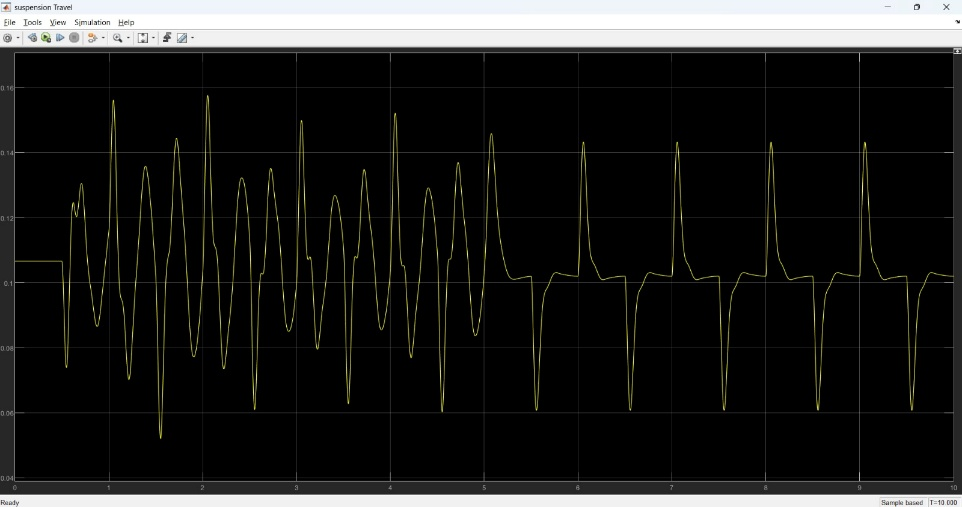 suspension Travel
File Tools View Simulation Help
0.16
0.14
0.12
0.1
0.08
0.06
0.04
0 1 2 3 4 5 6 7 8 9 10
Ready Sample based T=10.000